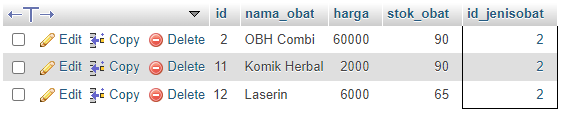 ←T→ ▼ id nama_obat harga stok_obat id_jenisobat
Edit Copy Delete 2 OBH Combi 60000 90 2
Edit Copy Delete 11 Komik Herbal 2000 90 2
Edit Copy Delete 12 Laserin 6000 65 2